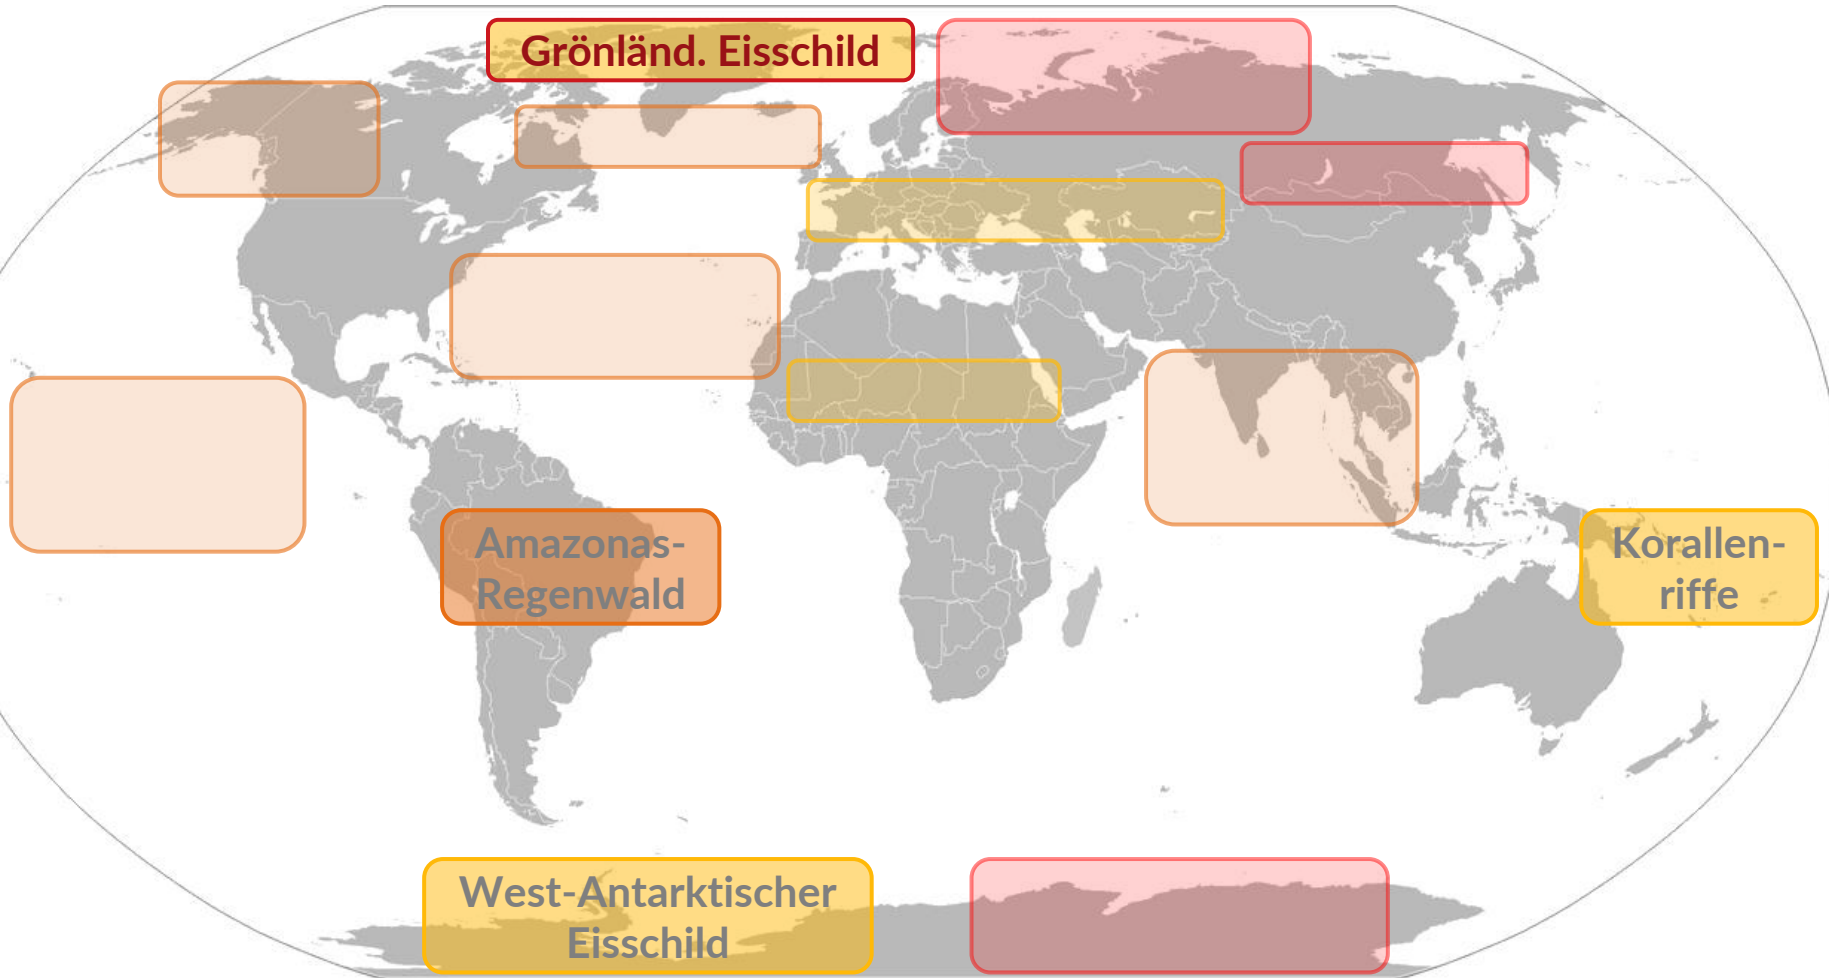 Grönländ. Eisschild
Amazonas-
Regenwald
Korallen-
riffe
West-Antarktischer
Eisschild